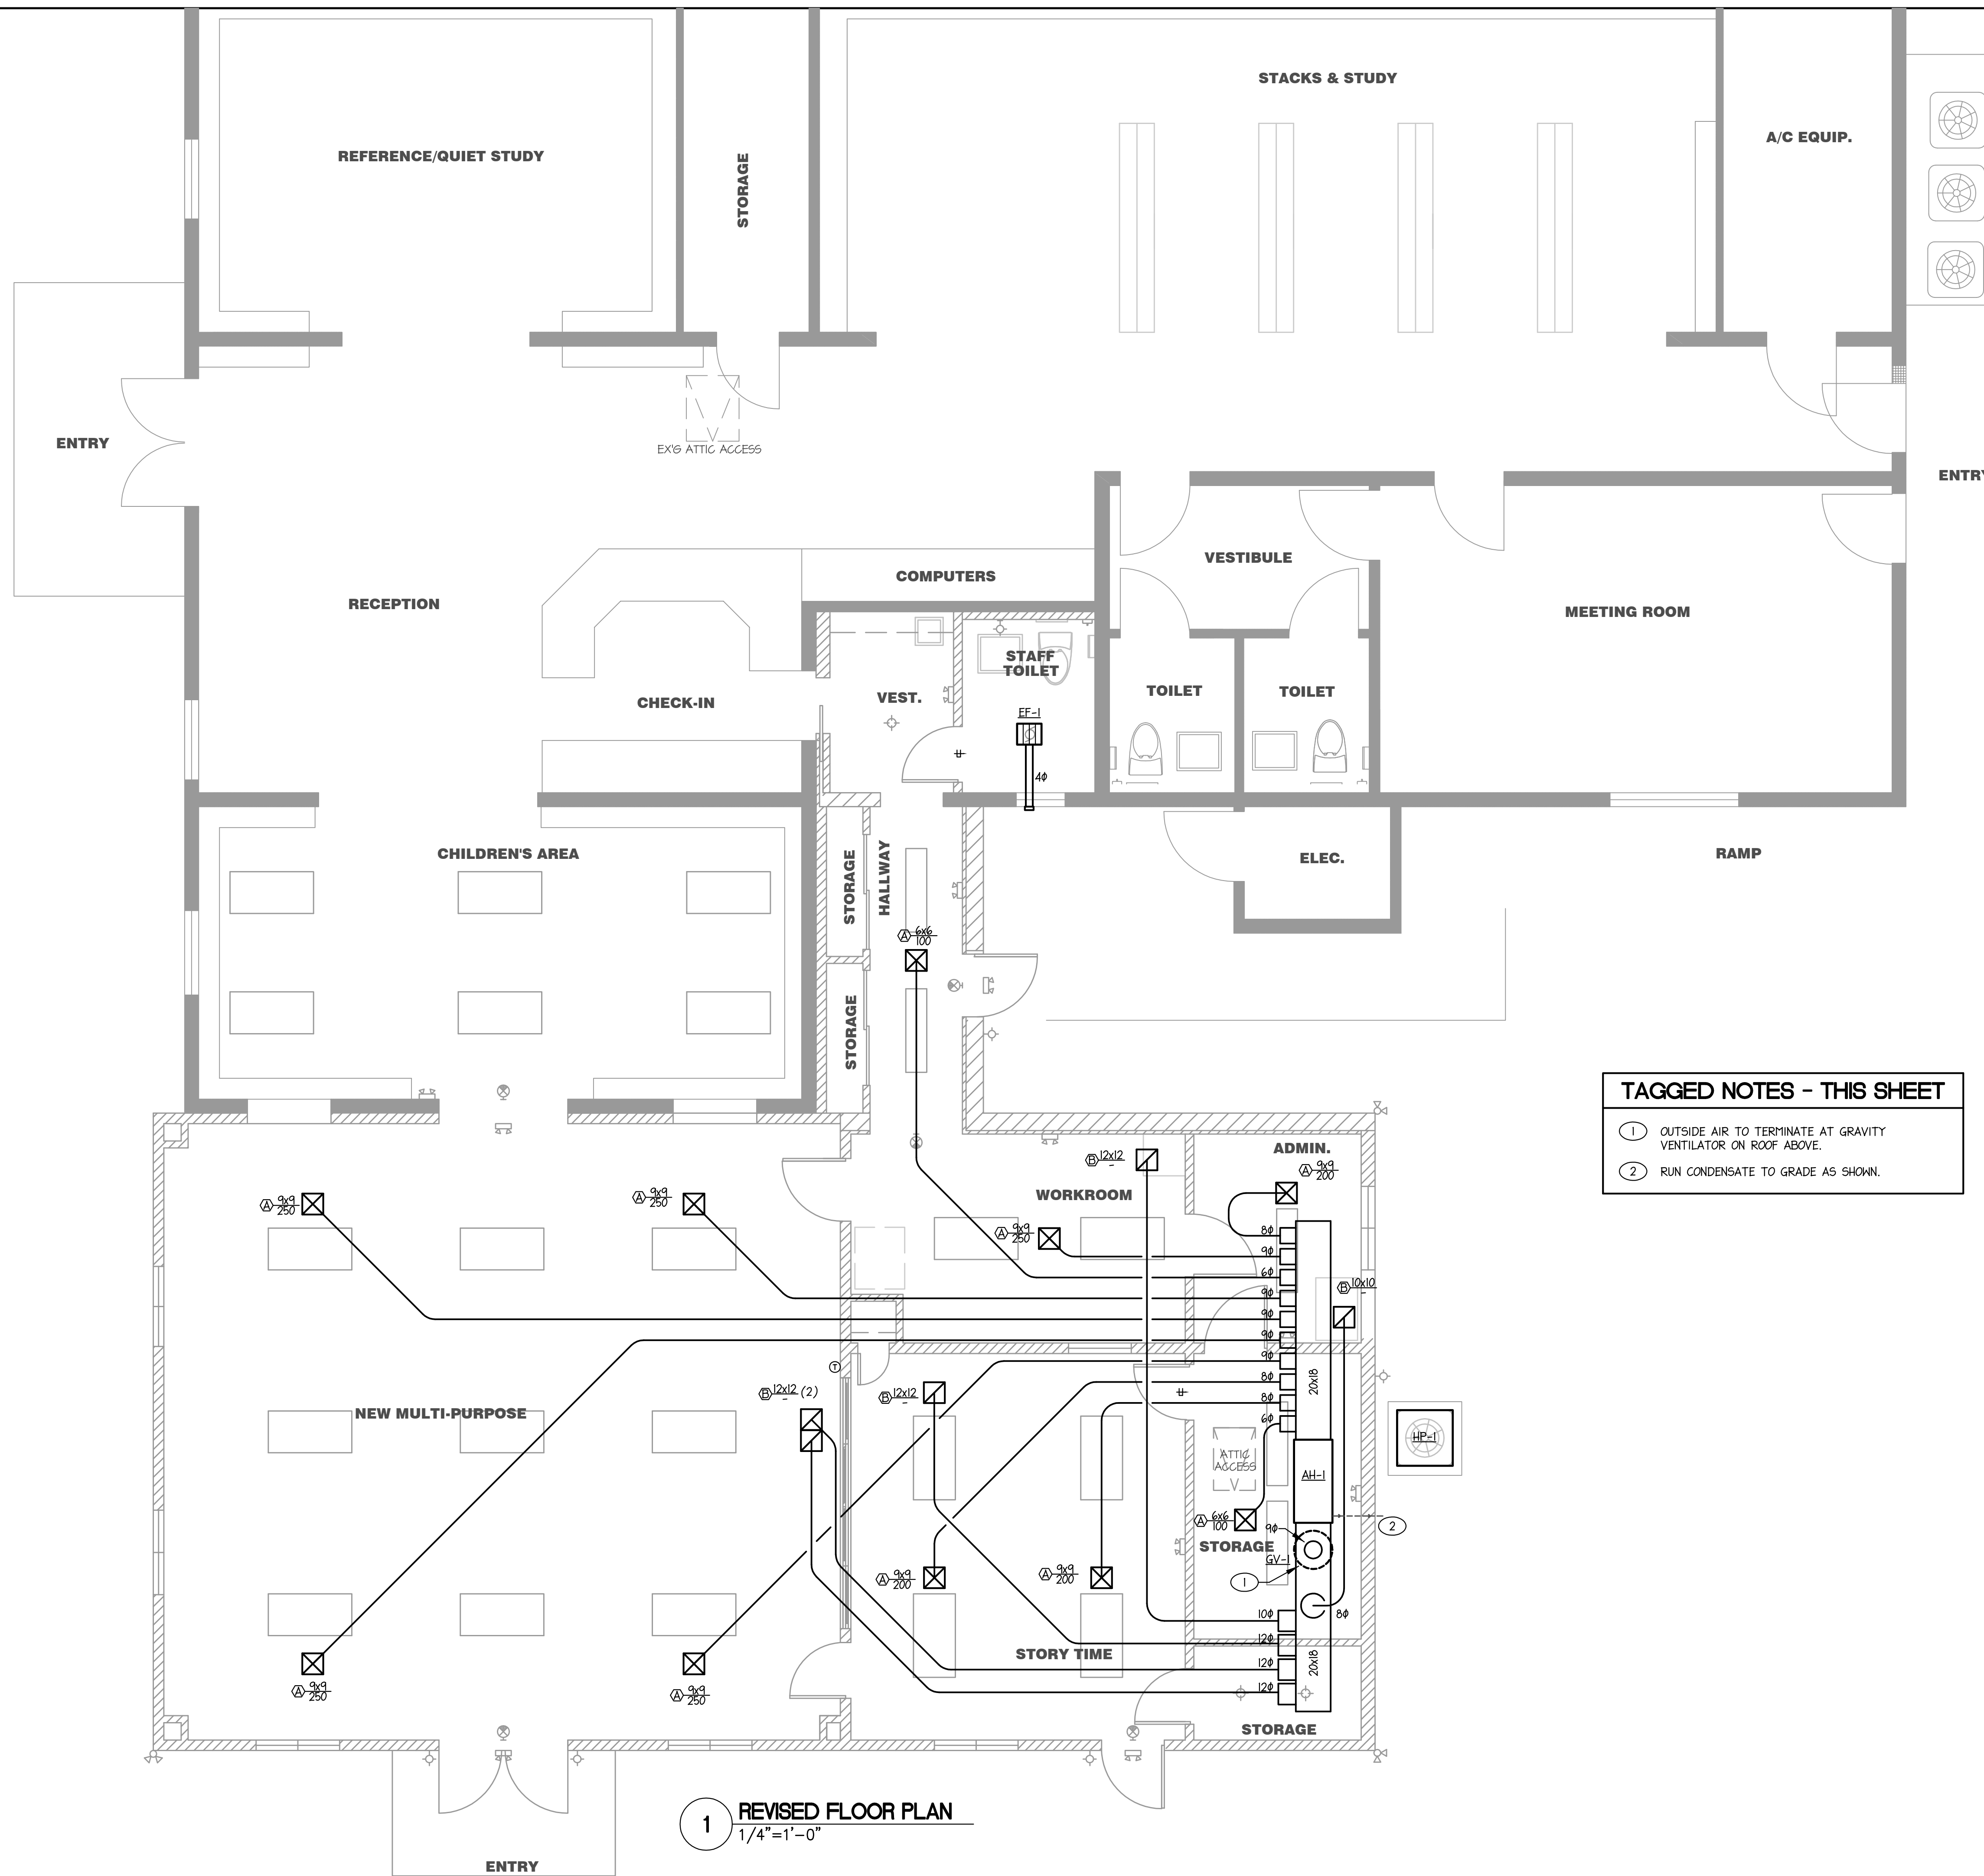 STACKS & STUDY
A/C EQUIP.
REFERENCE/QUIET STUDY
STORAGE
ENTRY
EX'G ATTIC ACCESS
ENTRY
VESTIBULE
COMPUTERS
RECEPTION
MEETING ROOM
STAFF
TOILET
TOILET
TOILET
CHECK-IN
VEST.
EF-1
4ϕ
CHILDREN'S AREA
STORAGE
HALLWAY
ELEC.
RAMP
A 6x6
100
STORAGE
TAGGED NOTES - THIS SHEET
1 OUTSIDE AIR TO TERMINATE AT GRAVITY
VENTILATOR ON ROOF ABOVE.
2 RUN CONDENSATE TO GRADE AS SHOWN.
ADMIN.
B 12x12
-
A 9x9
200
WORKROOM
A 9x9
250
A 9x9
250
A 9x9
250
8ϕ
9ϕ
6ϕ
9ϕ
9ϕ
9ϕ
9ϕ
8ϕ
8ϕ
6ϕ
B 10x10
-
T
20x18
B 12x12 (2)
-
B 12x12
-
NEW MULTI-PURPOSE
HP-1
ATTIC
ACCESS
AH-1
A 6x6
100
9ϕ
2
STORAGE
GV-1
1
A 9x9
200
A 9x9
200
10ϕ
8ϕ
12ϕ
12ϕ
12ϕ
20x18
STORY TIME
A 9x9
250
A 9x9
250
STORAGE
1 REVISED FLOOR PLAN
1/4"=1'-0"
ENTRY